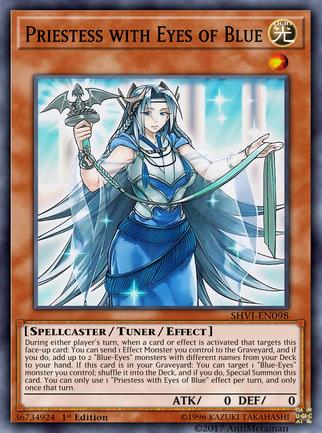 PRIESTESS WITH EYES OF BLUE
LIGHT
光
SHVI-EN098
[SPELLCASTER / TUNER / EFFECT]
During either player's turn, when a card or effect is activated that targets this
face-up card: You can send 1 Effect Monster you control to the Graveyard, and if
you do, add up to 2 "Blue-Eyes" monsters with different names from your Deck
to your hand. If this card is in your Graveyard: You can target 1 "Blue-Eyes"
monster you control; shuffle it into the Deck, and if you do, Special Summon this
card. You can only use 1 "Priestess with Eyes of Blue" effect per turn, and only
once that turn.
ATK/ 0 DEF/ 0
36734924 1st Edition ©1996 KAZUKI TAKAHASHI
©2017 AntiMetaman